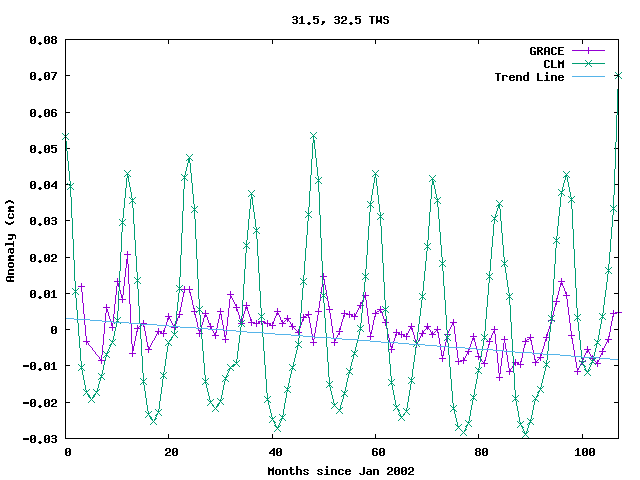 31.5, 32.5 TWS
0.08
GRACE
CLM
Trend Line
0.07
0.06
0.05
0.04
0.03
0.02
0.01
0
-0.01
-0.02
-0.03
Anomaly (cm)
0 20 40 60 80 100
Months since Jan 2002